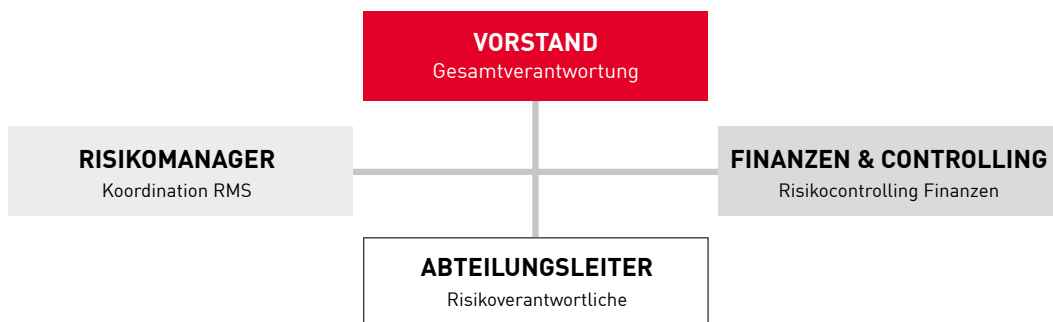 VORSTAND
Gesamtverantwortung
RISIKOMANAGER
Koordination RMS
FINANZEN & CONTROLLING
Risikocontrolling Finanzen
ABTEILUNGSLEITER
Risikoverantwortliche